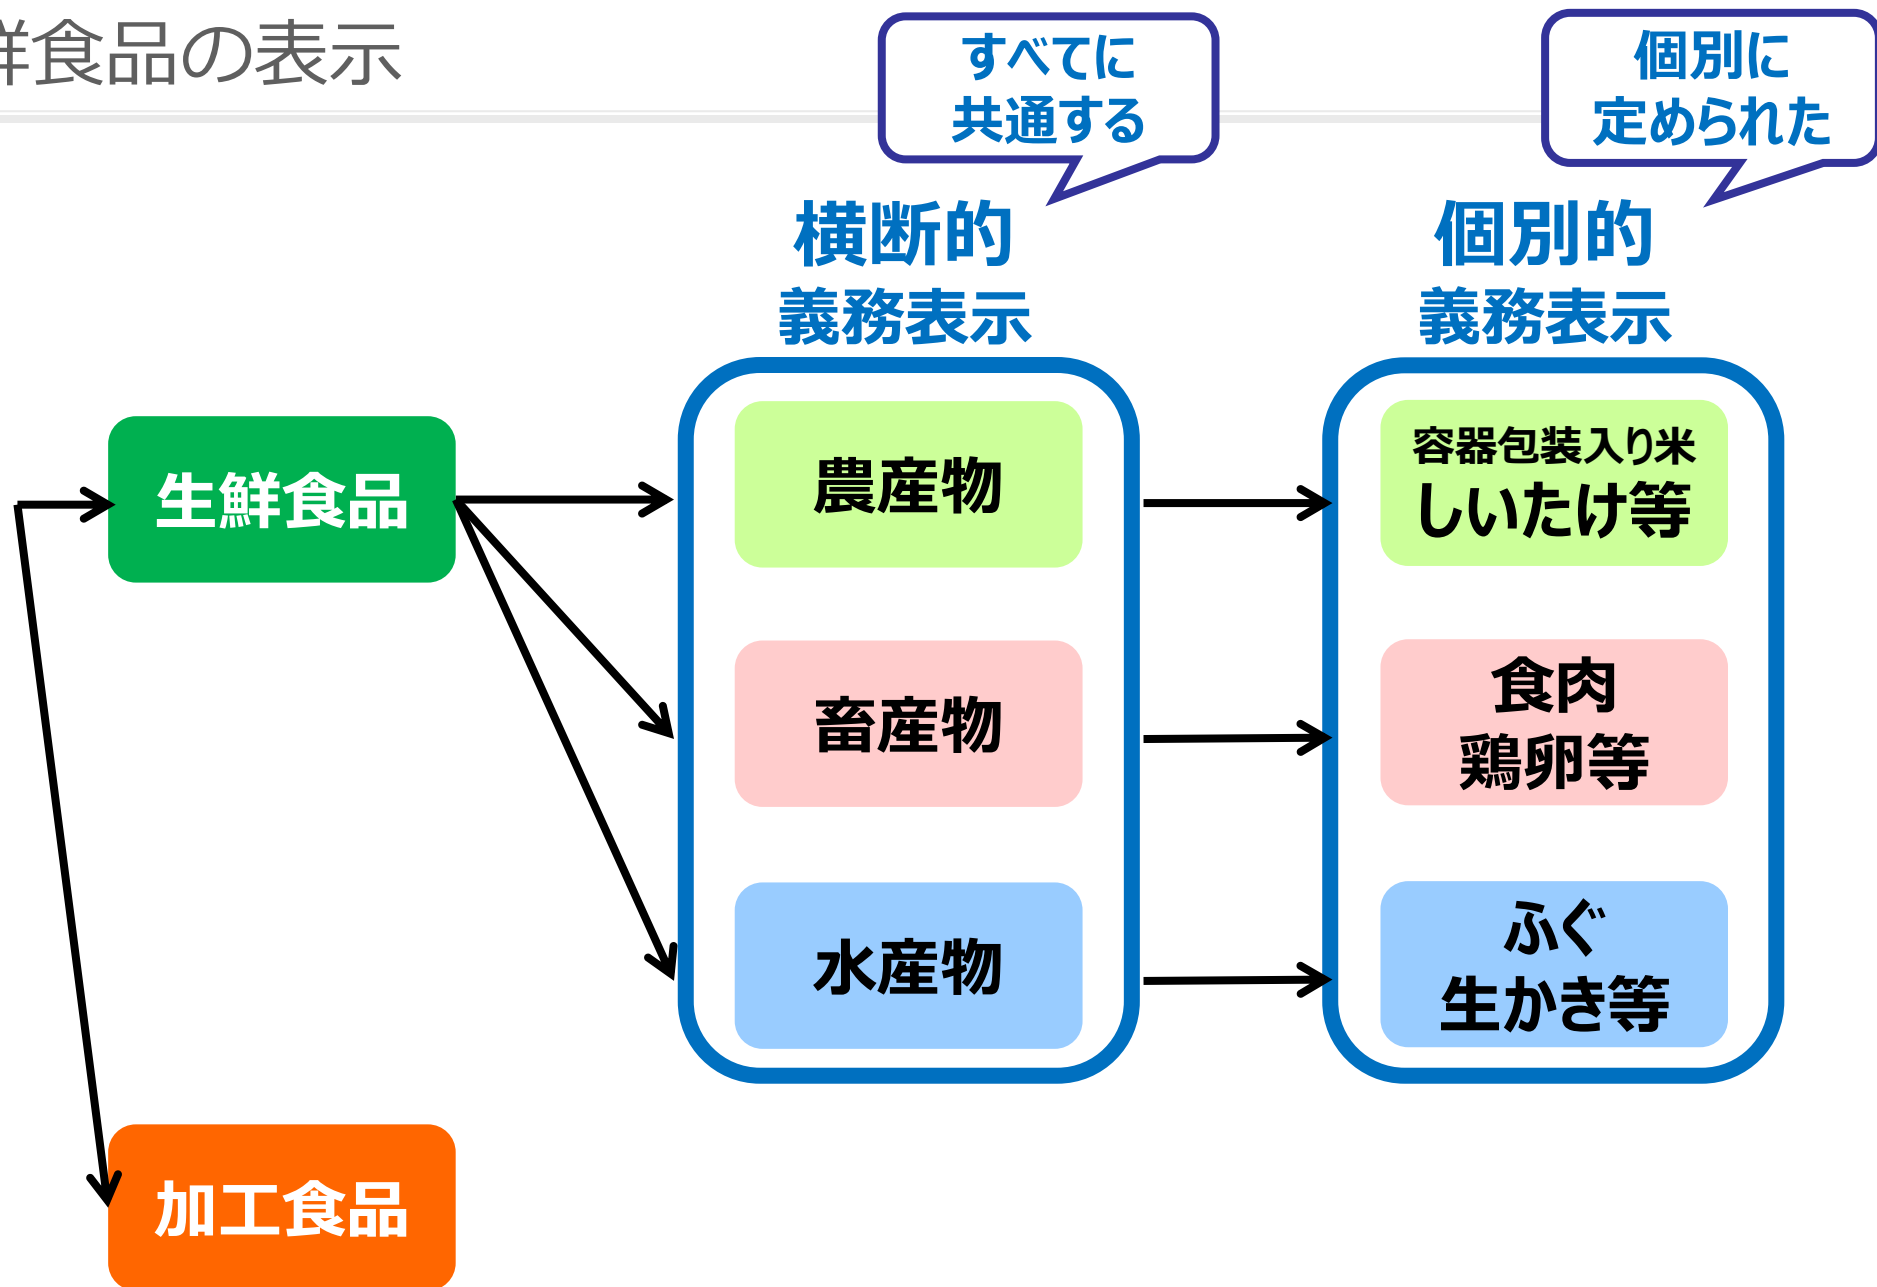 鮮食品の表示
すべてに
共通する
個別に
定められた
横断的
義務表示
個別的
義務表示
生鮮食品
農産物
容器包装入り米
しいたけ等
畜産物
食肉
鶏卵等
水産物
ふぐ
生かき等
加工食品